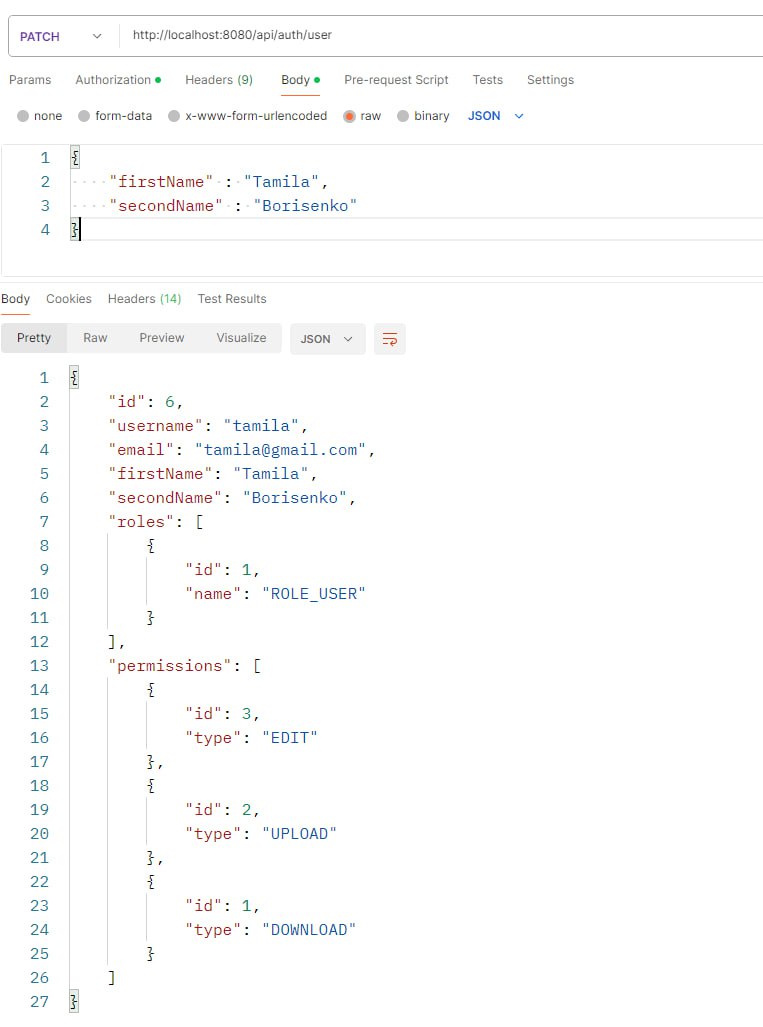 PATCH http://localhost:8080/api/auth/user
Params Authorization Headers (9) Body Pre-request Script Tests Settings
none form-data x-www-form-urlencoded raw binary JSON
1 {
2 "firstName" : "Tamila",
3 "secondName" : "Borisenko"
4 }
Body Cookies Headers (14) Test Results
Pretty Raw Preview Visualize JSON
1 {
2 "id": 6,
3 "username": "tamila",
4 "email": "tamila@gmail.com",
5 "firstName": "Tamila",
6 "secondName": "Borisenko",
7 "roles": [
8 {
9 "id": 1,
10 "name": "ROLE_USER"
11 }
12 ],
13 "permissions": [
14 {
15 "id": 3,
16 "type": "EDIT"
17 },
18 {
19 "id": 2,
20 "type": "UPLOAD"
21 },
22 {
23 "id": 1,
24 "type": "DOWNLOAD"
25 }
26 ]
27 }